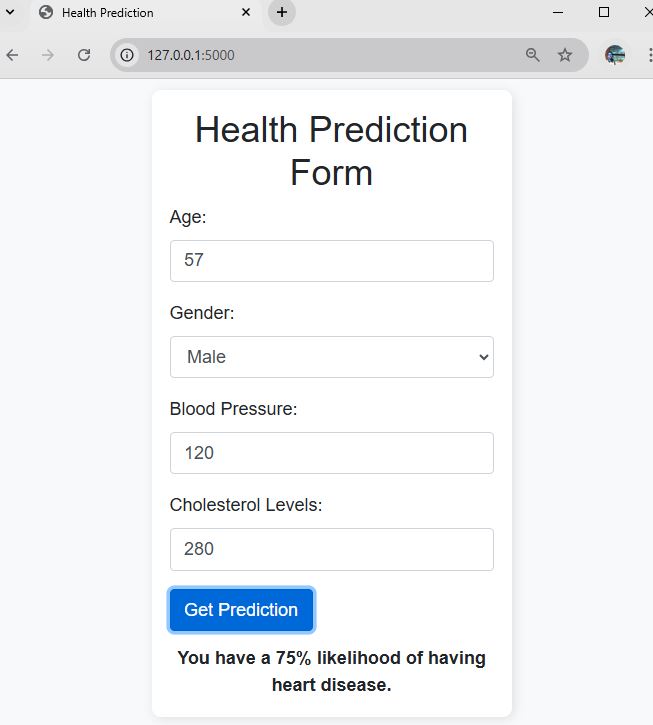 Health Prediction
127.0.0.1:5000
Health Prediction
Form
Age:
57
Gender:
Male
Blood Pressure:
120
Cholesterol Levels:
280
Get Prediction
You have a 75% likelihood of having
heart disease.